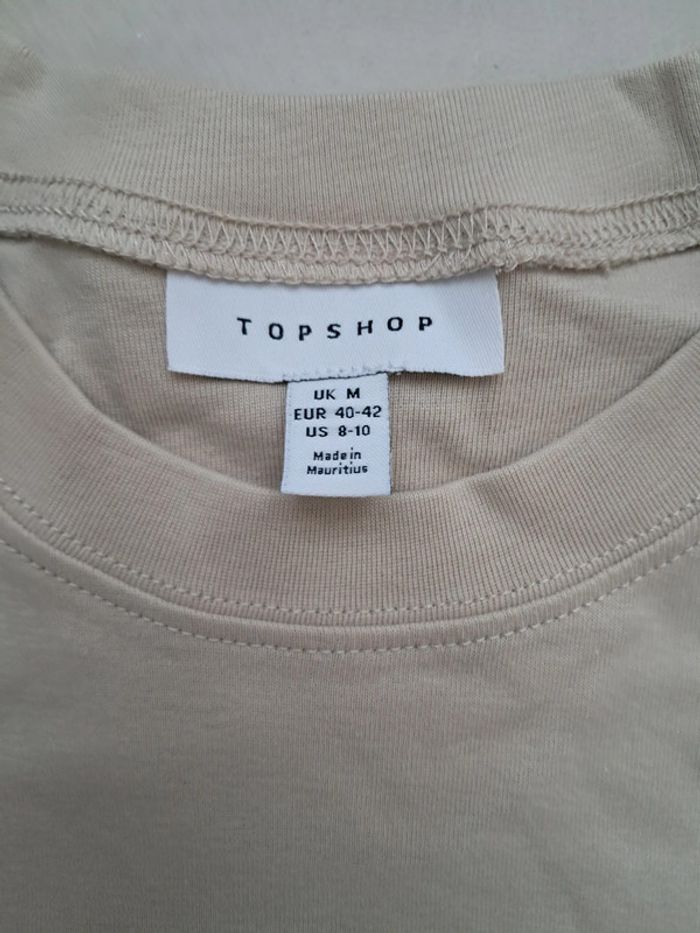 TOPSHOP
UK M
EUR 40-42
US 8-10
Made in
Mauritius